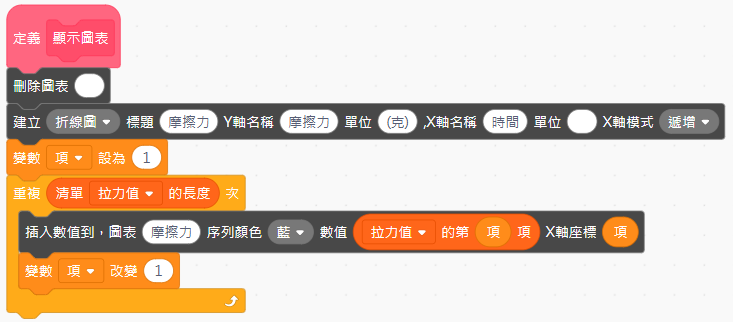 定義 顯示圖表
刪除圖表
建立 折線圖 標題 摩擦力 Y軸名稱 摩擦力 單位 (克) ,X軸名稱 時間 單位 X軸模式 遞增
變數 項 設為 1
重複 清單 拉力值 的長度 次
插入數值到，圖表 摩擦力 序列顏色 藍 數值 拉力值 的第 項 項 X軸座標 項
變數 項 改變 1